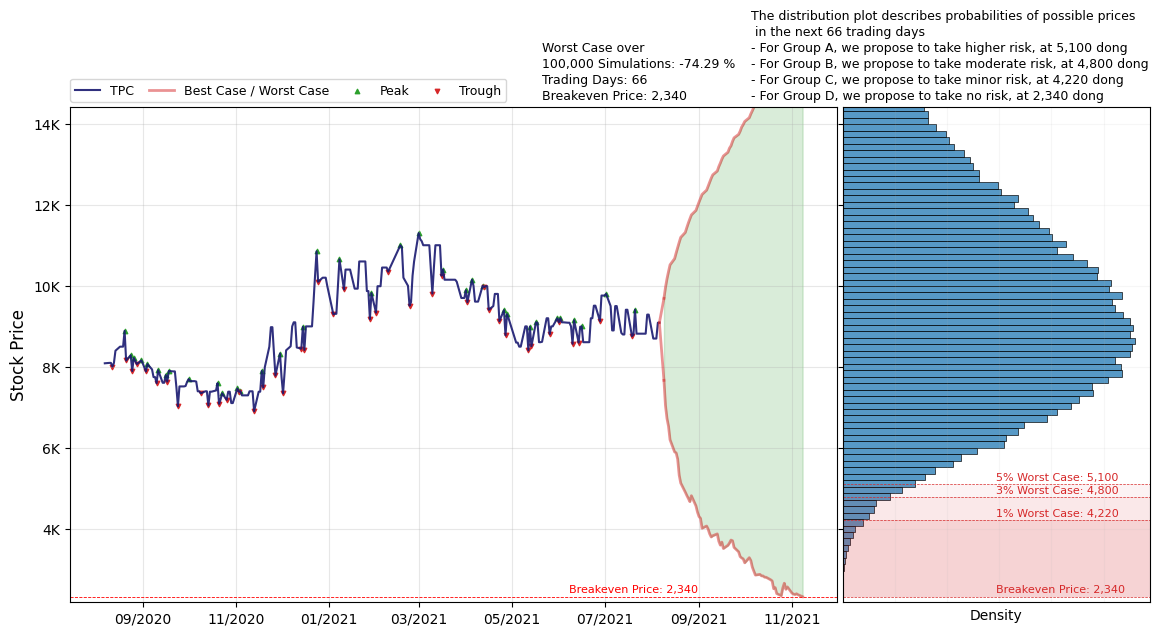 The distribution plot describes probabilities of possible prices
in the next 66 trading days
- For Group A, we propose to take higher risk, at 5,100 dong
- For Group B, we propose to take moderate risk, at 4,800 dong
- For Group C, we propose to take minor risk, at 4,220 dong
- For Group D, we propose to take no risk, at 2,340 dong
Worst Case over
100,000 Simulations: -74.29 %
Trading Days: 66
Breakeven Price: 2,340
TPC
Best Case / Worst Case
Peak
Trough
Stock Price
14K
12K
10K
8K
6K
4K
Breakeven Price: 2,340
09/2020
11/2020
01/2021
03/2021
05/2021
07/2021
09/2021
11/2021
5% Worst Case: 5,100
3% Worst Case: 4,800
1% Worst Case: 4,220
Breakeven Price: 2,340
Density